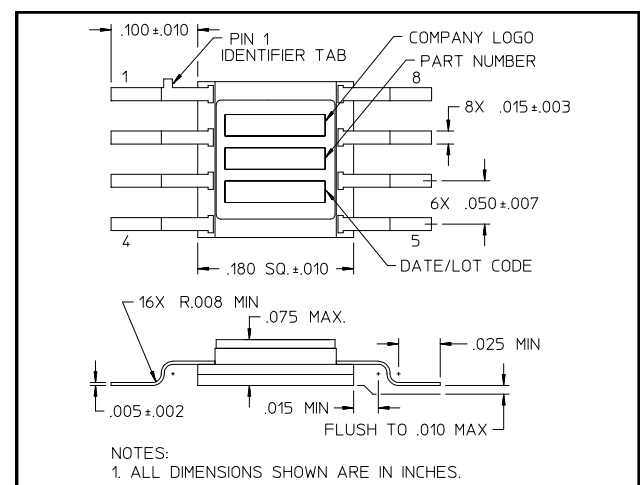 .100±.010
PIN 1
IDENTIFIER TAB
COMPANY LOGO
PART NUMBER
1
8
8X .015±.003
6X .050±.007
4
5
.180 SQ.±.010
DATE/LOT CODE
16X R.008 MIN
.075 MAX.
.025 MIN
.005±.002
.015 MIN
FLUSH TO .010 MAX
NOTES:
1. ALL DIMENSIONS SHOWN ARE IN INCHES.